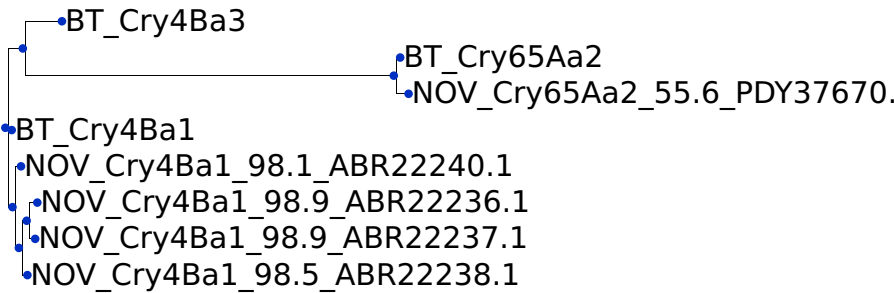 BT_Cry4Ba3
BT_Cry65Aa2
NOV_Cry65Aa2_55.6_PDY37670.
BT_Cry4Ba1
NOV_Cry4Ba1_98.1_ABR22240.1
NOV_Cry4Ba1_98.9_ABR22236.1
NOV_Cry4Ba1_98.9_ABR22237.1
NOV_Cry4Ba1_98.5_ABR22238.1